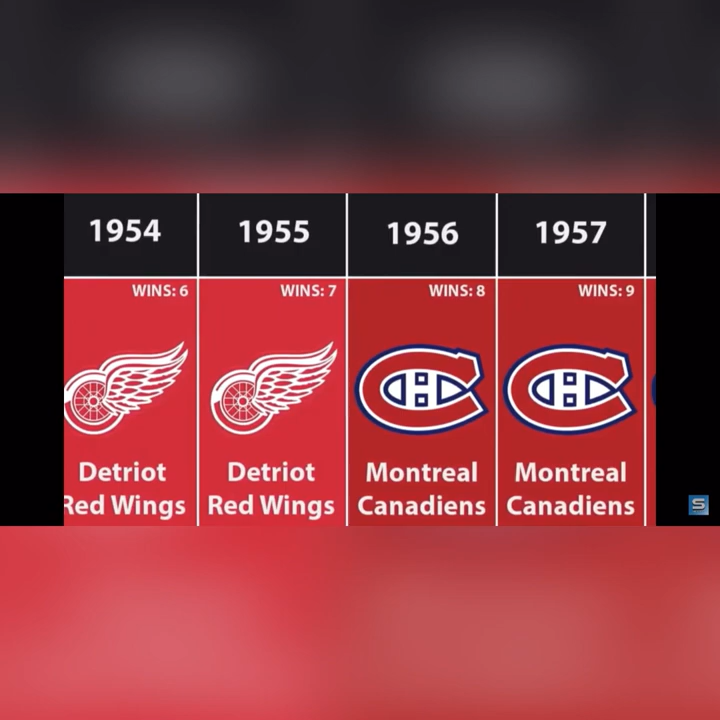 1954
1955
1956
1957
WINS: 6
WINS: 7
WINS: 8
WINS: 9
Detriot
Red Wings
Detriot
Red Wings
Montreal
Canadiens
Montreal
Canadiens
S